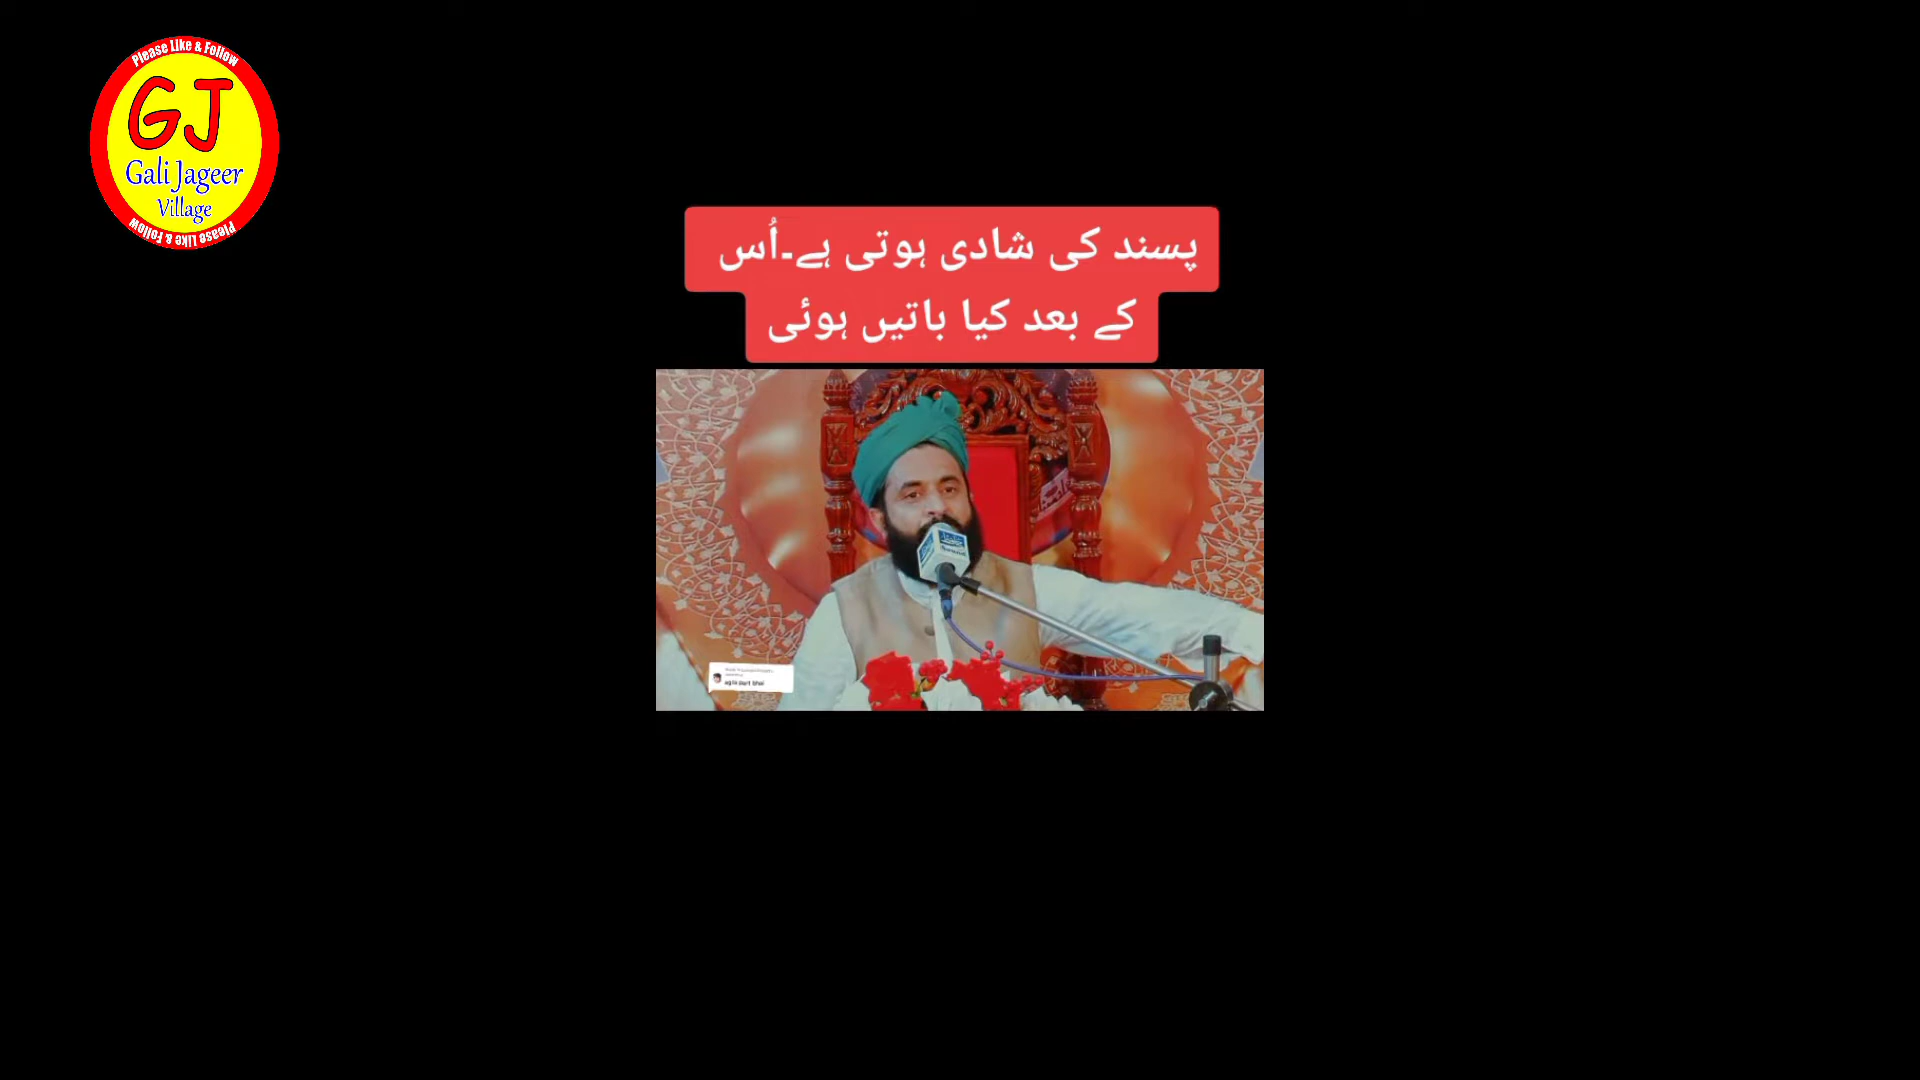 Please Like & Follow
GJ
Gali Jageer
Village
Please Like & Follow
پسند کی شادی ہوتی ہے۔اُس
کے بعد کیا باتیں ہوئی